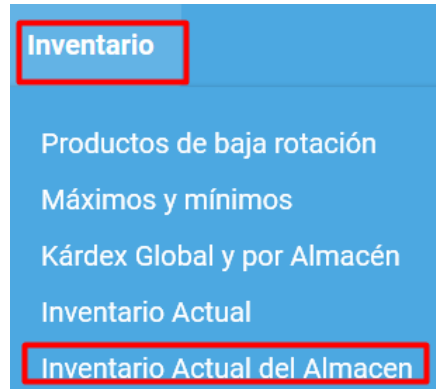 Inventario
Productos de baja rotación
Máximos y mínimos
Kárdex Global y por Almacén
Inventario Actual
Inventario Actual del Almacen